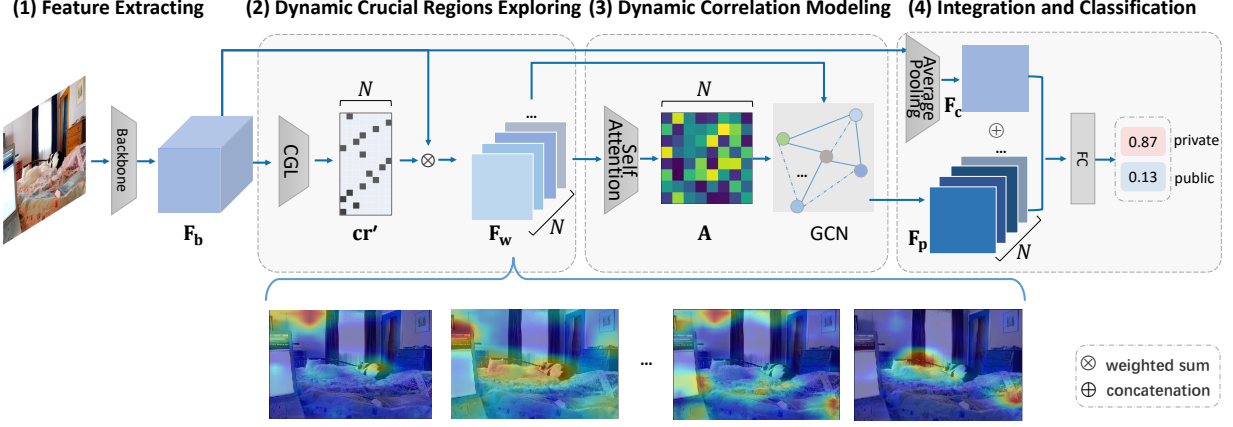 (1) Feature Extracting
(2) Dynamic Crucial Regions Exploring
(3) Dynamic Correlation Modeling
(4) Integration and Classification
Backbone
F_b
CGL
N
cr′
⊗
...
N
F_w
Self
Attention
N
A
...
GCN
Average
Pooling
F_c
⊕
...
N
F_p
FC
0.87 private
0.13 public
...
⊗ weighted sum
⊕ concatenation